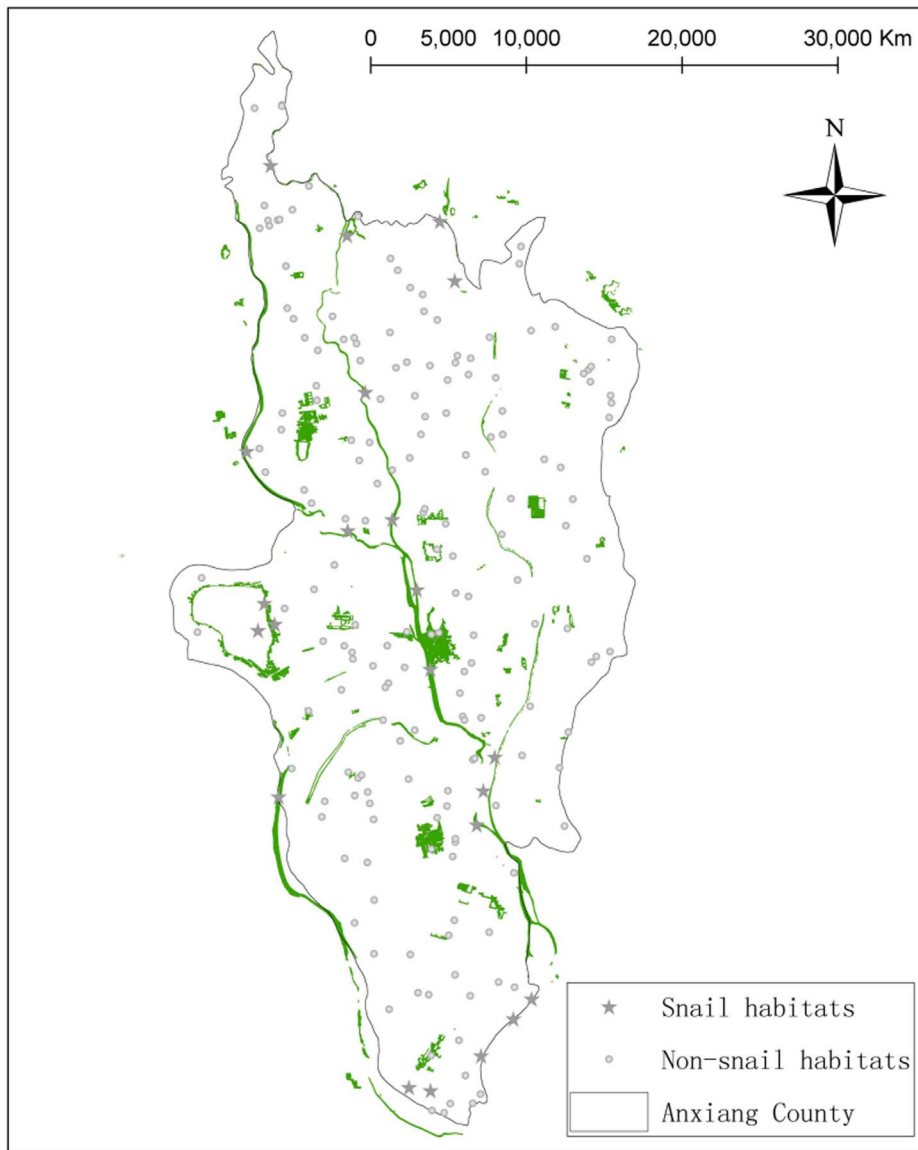 0 5,000 10,000 20,000 30,000 Km
N
Snail habitats
Non-snail habitats
Anxiang County